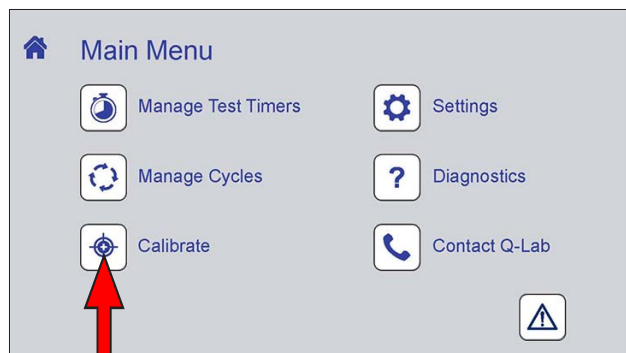 Main Menu
Manage Test Timers
Settings
Manage Cycles
? Diagnostics
Calibrate
Contact Q-Lab